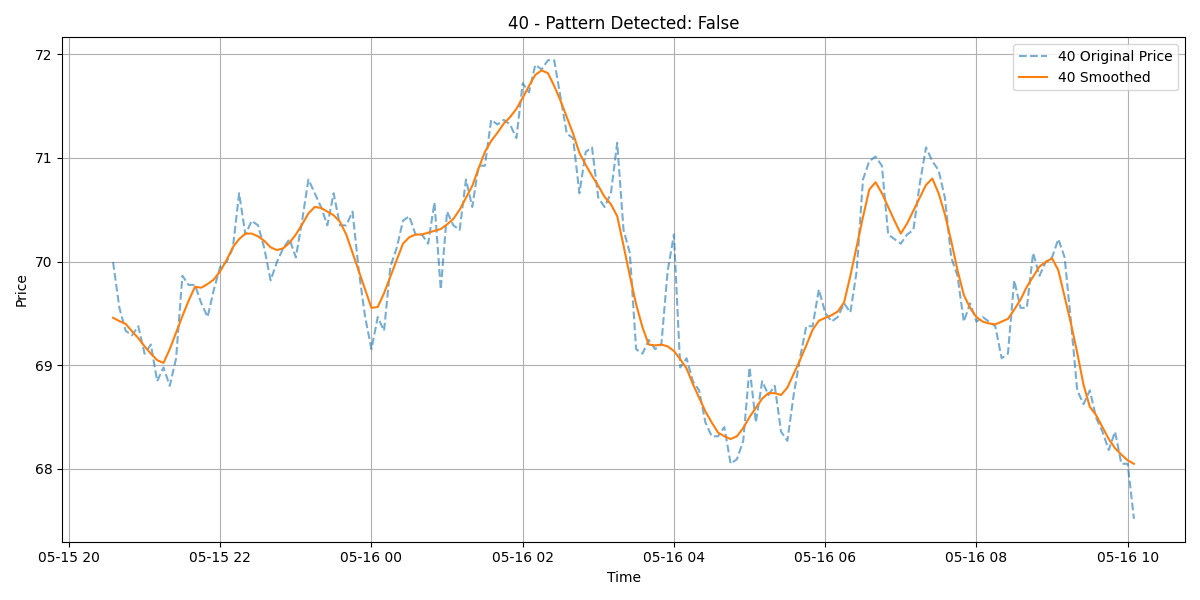 40 - Pattern Detected: False
40 Original Price
40 Smoothed
72
71
70
69
68
Price
05-15 20 05-15 22 05-16 00 05-16 02 05-16 04 05-16 06 05-16 08 05-16 10
Time